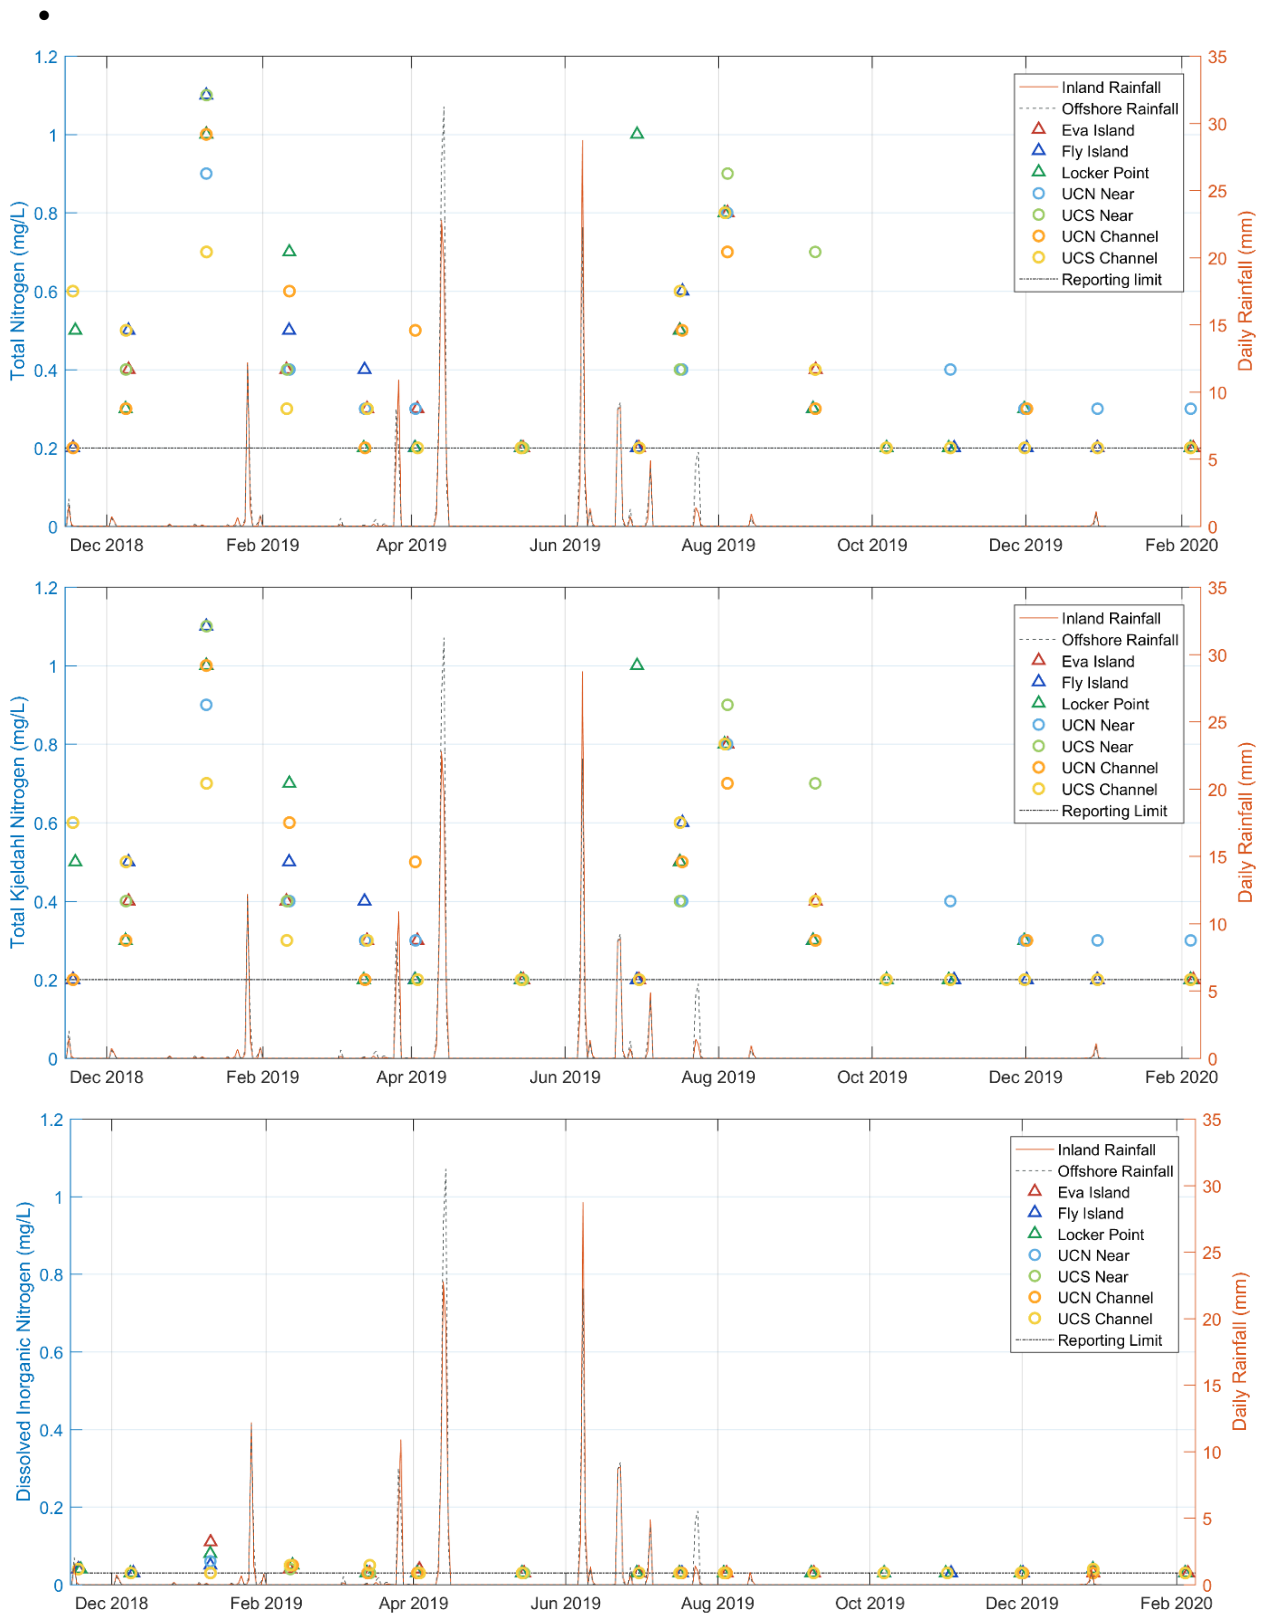 •
1.2
1
0.8
0.6
0.4
0.2
0
Total Nitrogen (mg/L)
35
30
25
20
15
10
5
0
Daily Rainfall (mm)
Inland Rainfall
Offshore Rainfall
Eva Island
Fly Island
Locker Point
UCN Near
UCS Near
UCN Channel
UCS Channel
Reporting limit
Dec 2018 Feb 2019 Apr 2019 Jun 2019 Aug 2019 Oct 2019 Dec 2019 Feb 2020
1.2
1
0.8
0.6
0.4
0.2
0
Total Kjeldahl Nitrogen (mg/L)
35
30
25
20
15
10
5
0
Daily Rainfall (mm)
Inland Rainfall
Offshore Rainfall
Eva Island
Fly Island
Locker Point
UCN Near
UCS Near
UCN Channel
UCS Channel
Reporting Limit
Dec 2018 Feb 2019 Apr 2019 Jun 2019 Aug 2019 Oct 2019 Dec 2019 Feb 2020
1.2
1
0.8
0.6
0.4
0.2
0
Dissolved Inorganic Nitrogen (mg/L)
35
30
25
20
15
10
5
0
Daily Rainfall (mm)
Inland Rainfall
Offshore Rainfall
Eva Island
Fly Island
Locker Point
UCN Near
UCS Near
UCN Channel
UCS Channel
Reporting Limit
Dec 2018 Feb 2019 Apr 2019 Jun 2019 Aug 2019 Oct 2019 Dec 2019 Feb 2020